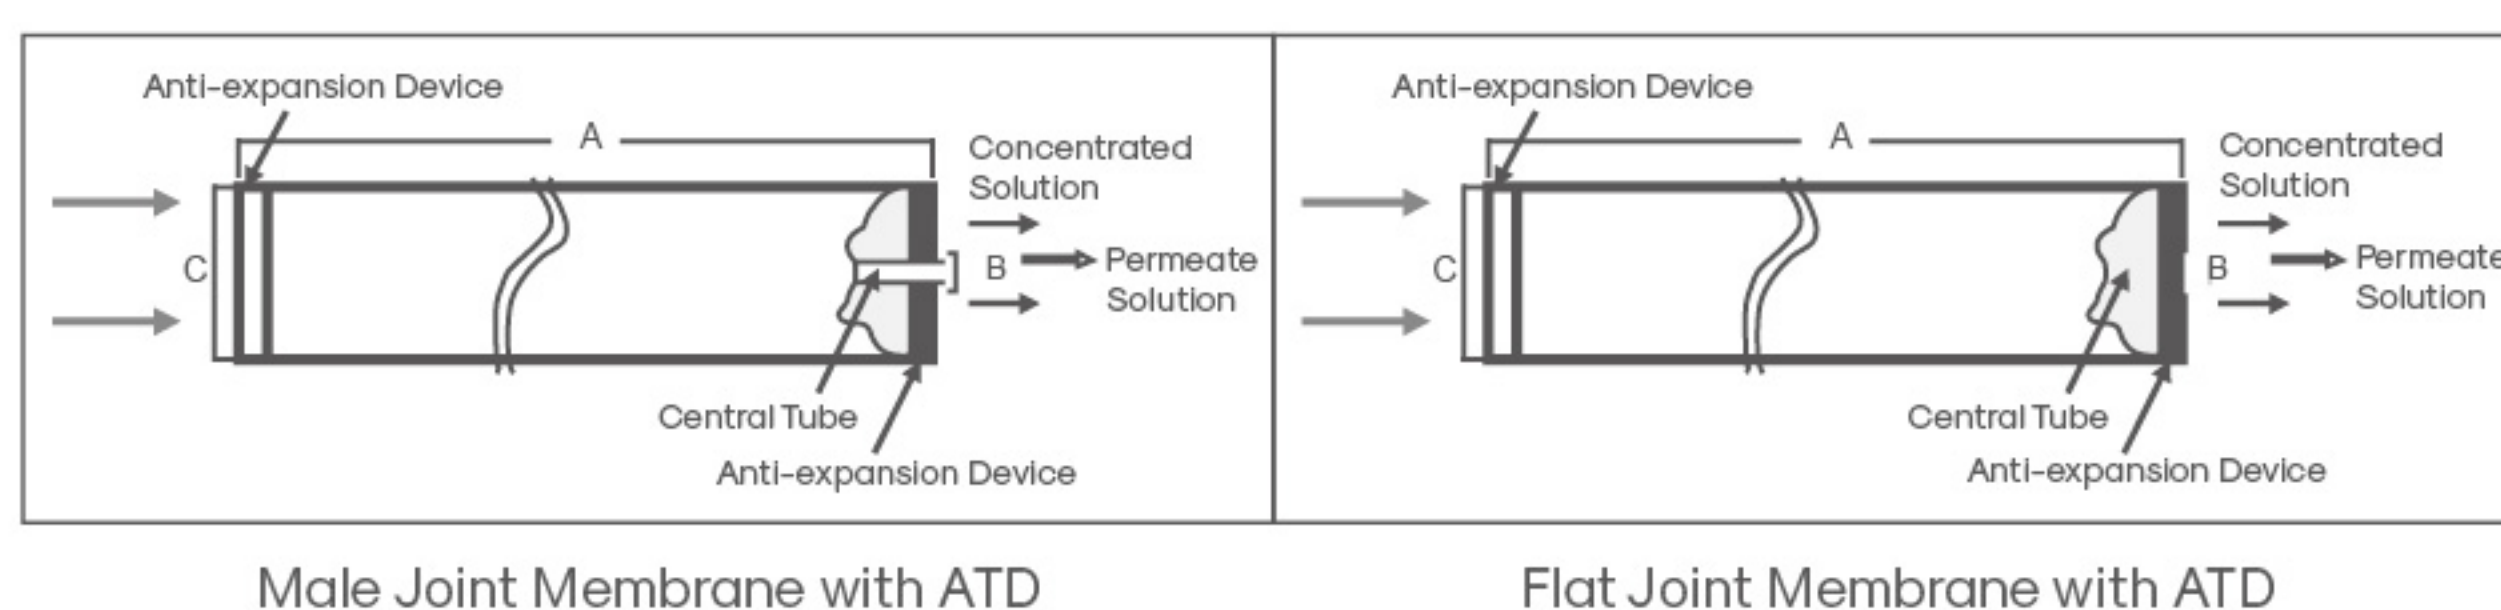 Anti-expansion Device
A
Concentrated
Solution
C
B
Permeate
Solution
Central Tube
Anti-expansion Device
Male Joint Membrane with ATD
Anti-expansion Device
A
Concentrated
Solution
C
B
Permeate
Solution
Central Tube
Anti-expansion Device
Flat Joint Membrane with ATD